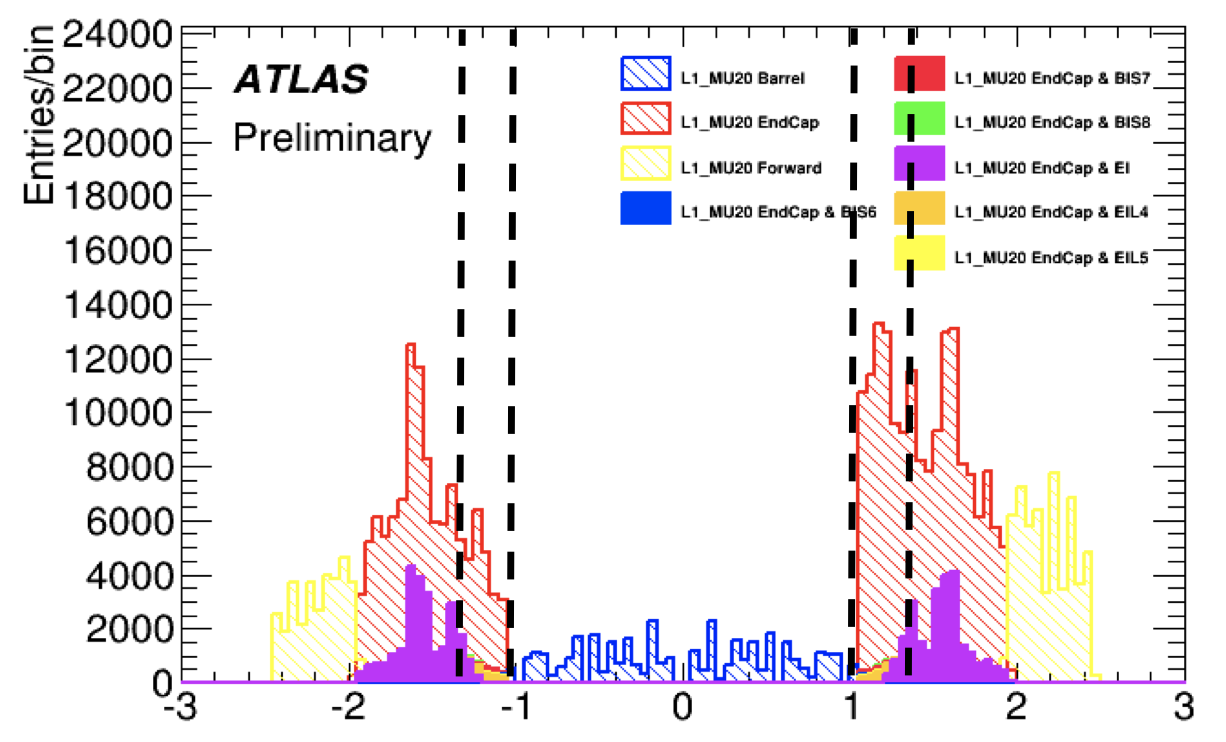 Entries/bin
24000
22000
20000
18000
16000
14000
12000
10000
8000
6000
4000
2000
0
ATLAS
Preliminary
L1_MU20 Barrel
L1_MU20 EndCap
L1_MU20 Forward
L1_MU20 EndCap & BIS6
L1_MU20 EndCap & BIS7
L1_MU20 EndCap & BIS8
L1_MU20 EndCap & EI
L1_MU20 EndCap & EIL4
L1_MU20 EndCap & EIL5
-3 -2 -1 0 1 2 3